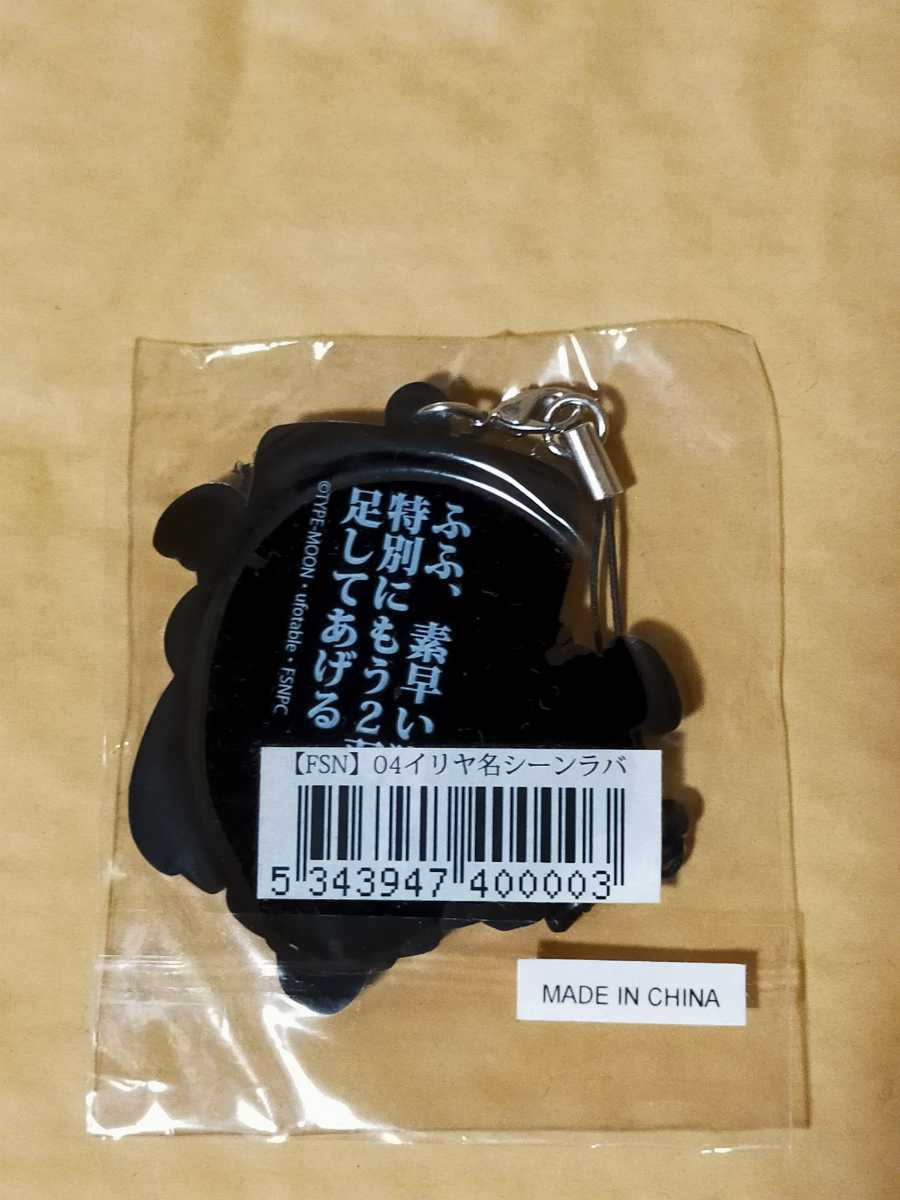 ふふ、素早い
特別にもう2
足してあげる
©TYPE-MOON・ufotable・FSNPC
【FSN】04イリヤ名シーンラバ
5 343947 400003
MADE IN CHINA